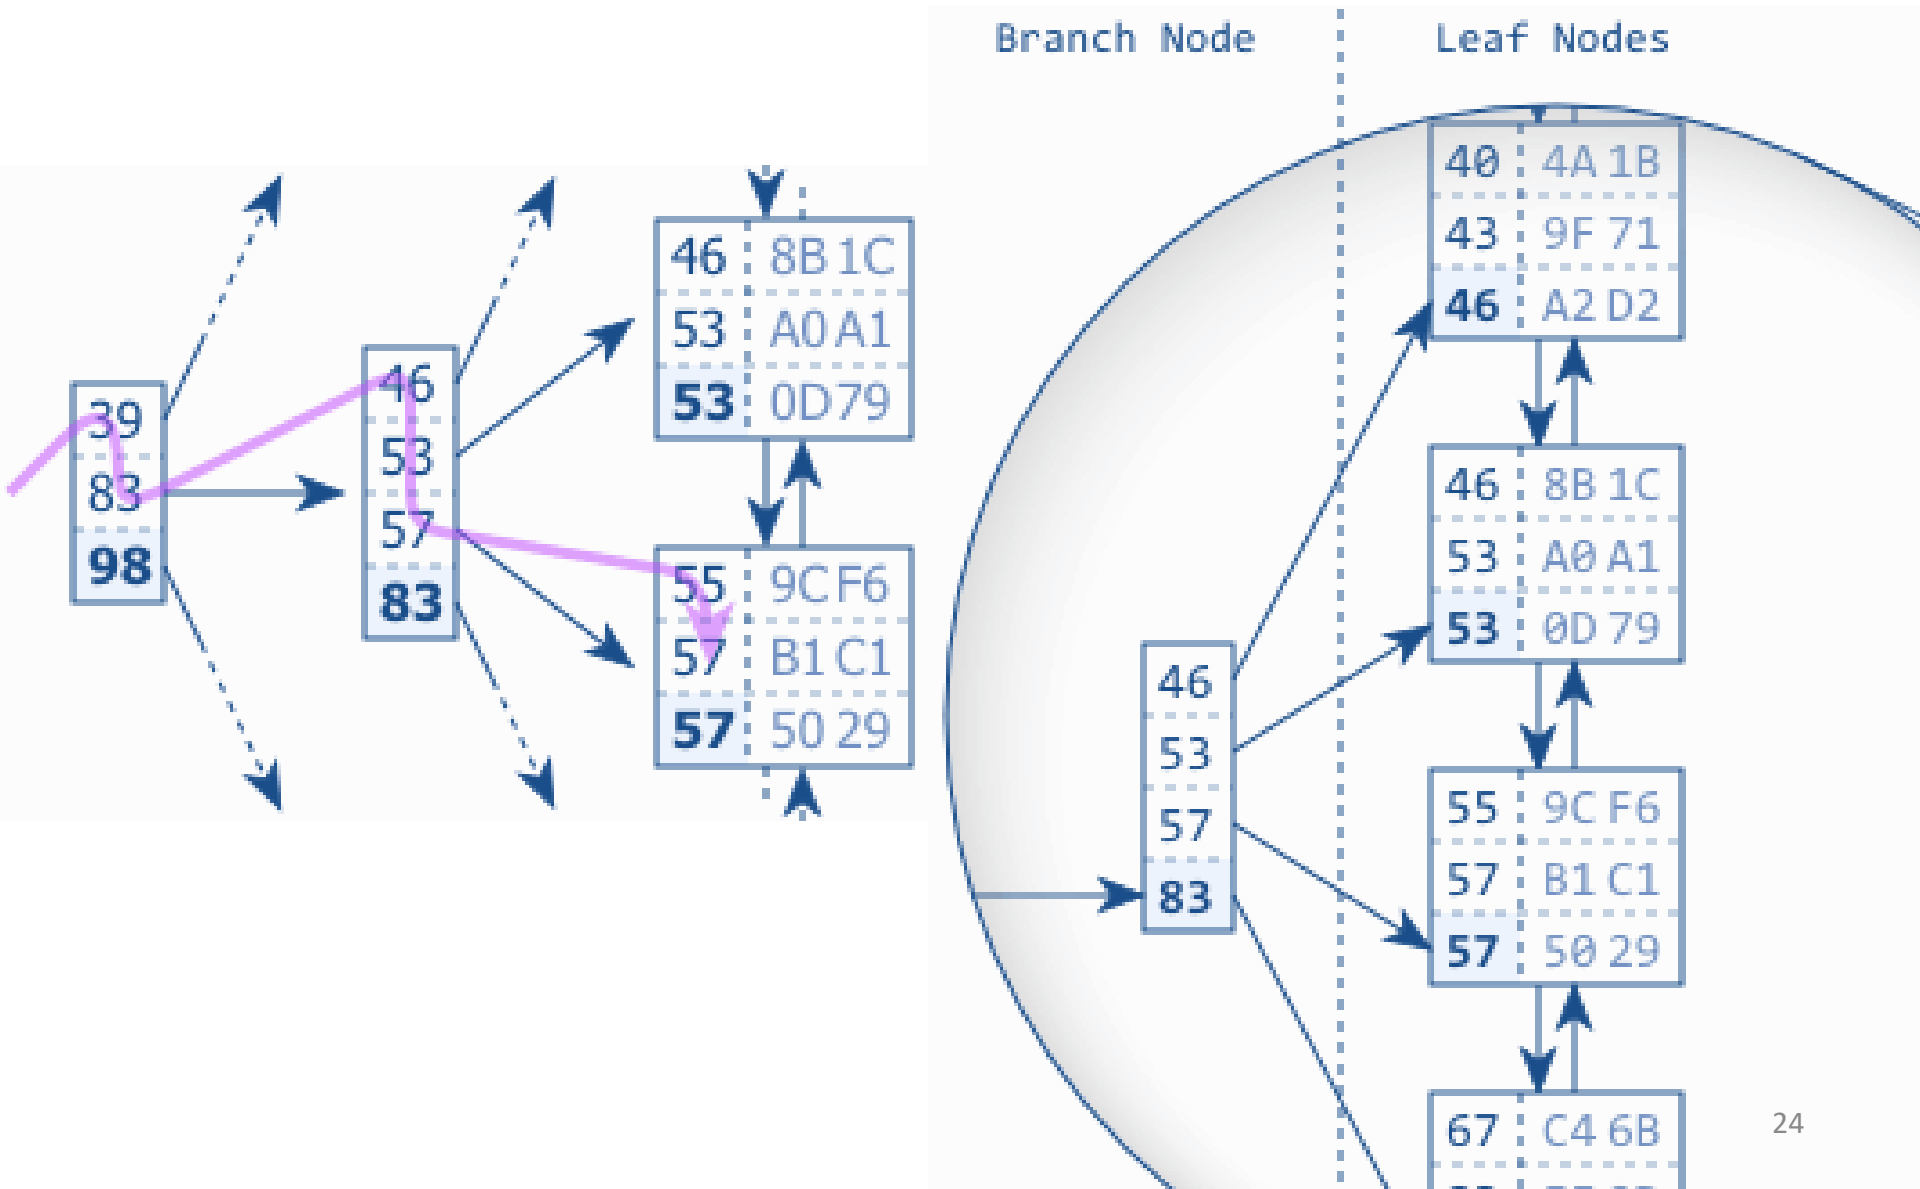 Branch Node
Leaf Nodes
39
83
98
46
53
57
83
46 8B 1C
53 A0 A1
53 0D 79
55 9C F6
57 B1 C1
57 50 29
46
53
57
83
40 4A 1B
43 9F 71
46 A2 D2
46 8B 1C
53 A0 A1
53 0D 79
55 9C F6
57 B1 C1
57 50 29
67 C4 6B
24